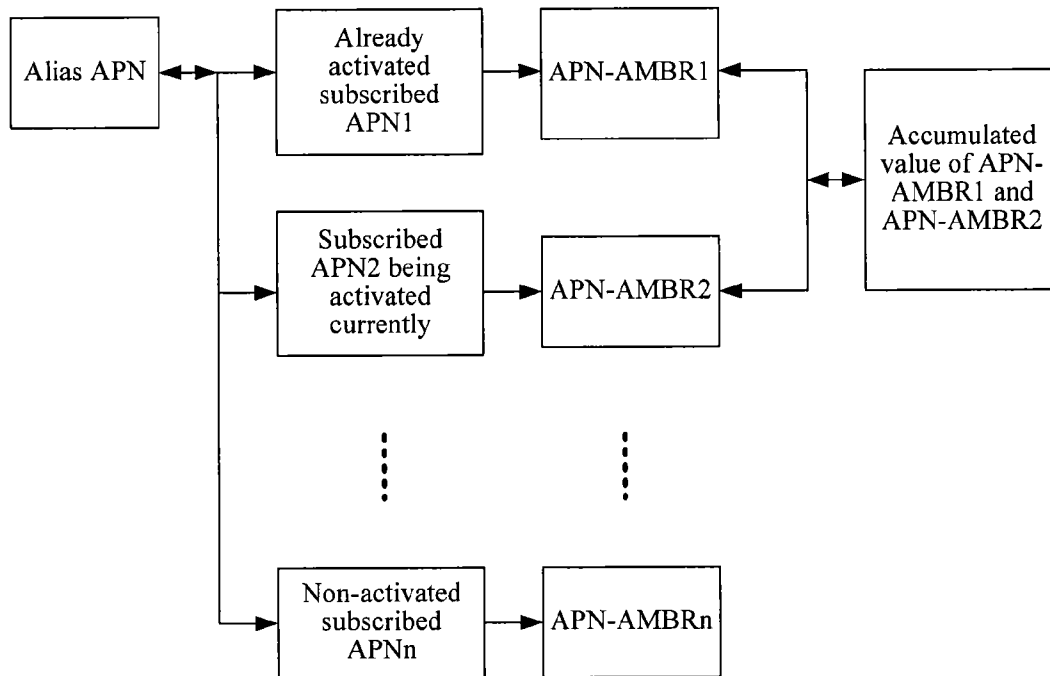 Alias APN
Already
activated
subscribed
APN1
APN-AMBR1
Accumulated
value of APN-
AMBR1 and
APN-AMBR2
Subscribed
APN2 being
activated
currently
APN-AMBR2
Non-activated
subscribed
APNn
APN-AMBRn